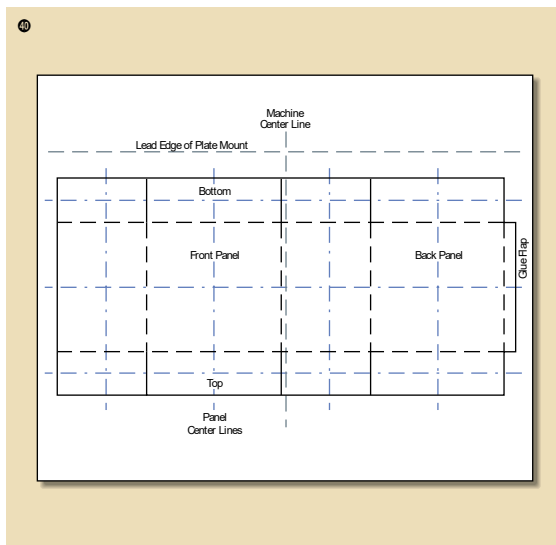 40
Machine
Center Line
Lead Edge of Plate Mount
Bottom
Front Panel
Back Panel
Glue Flap
Top
Panel
Center Lines